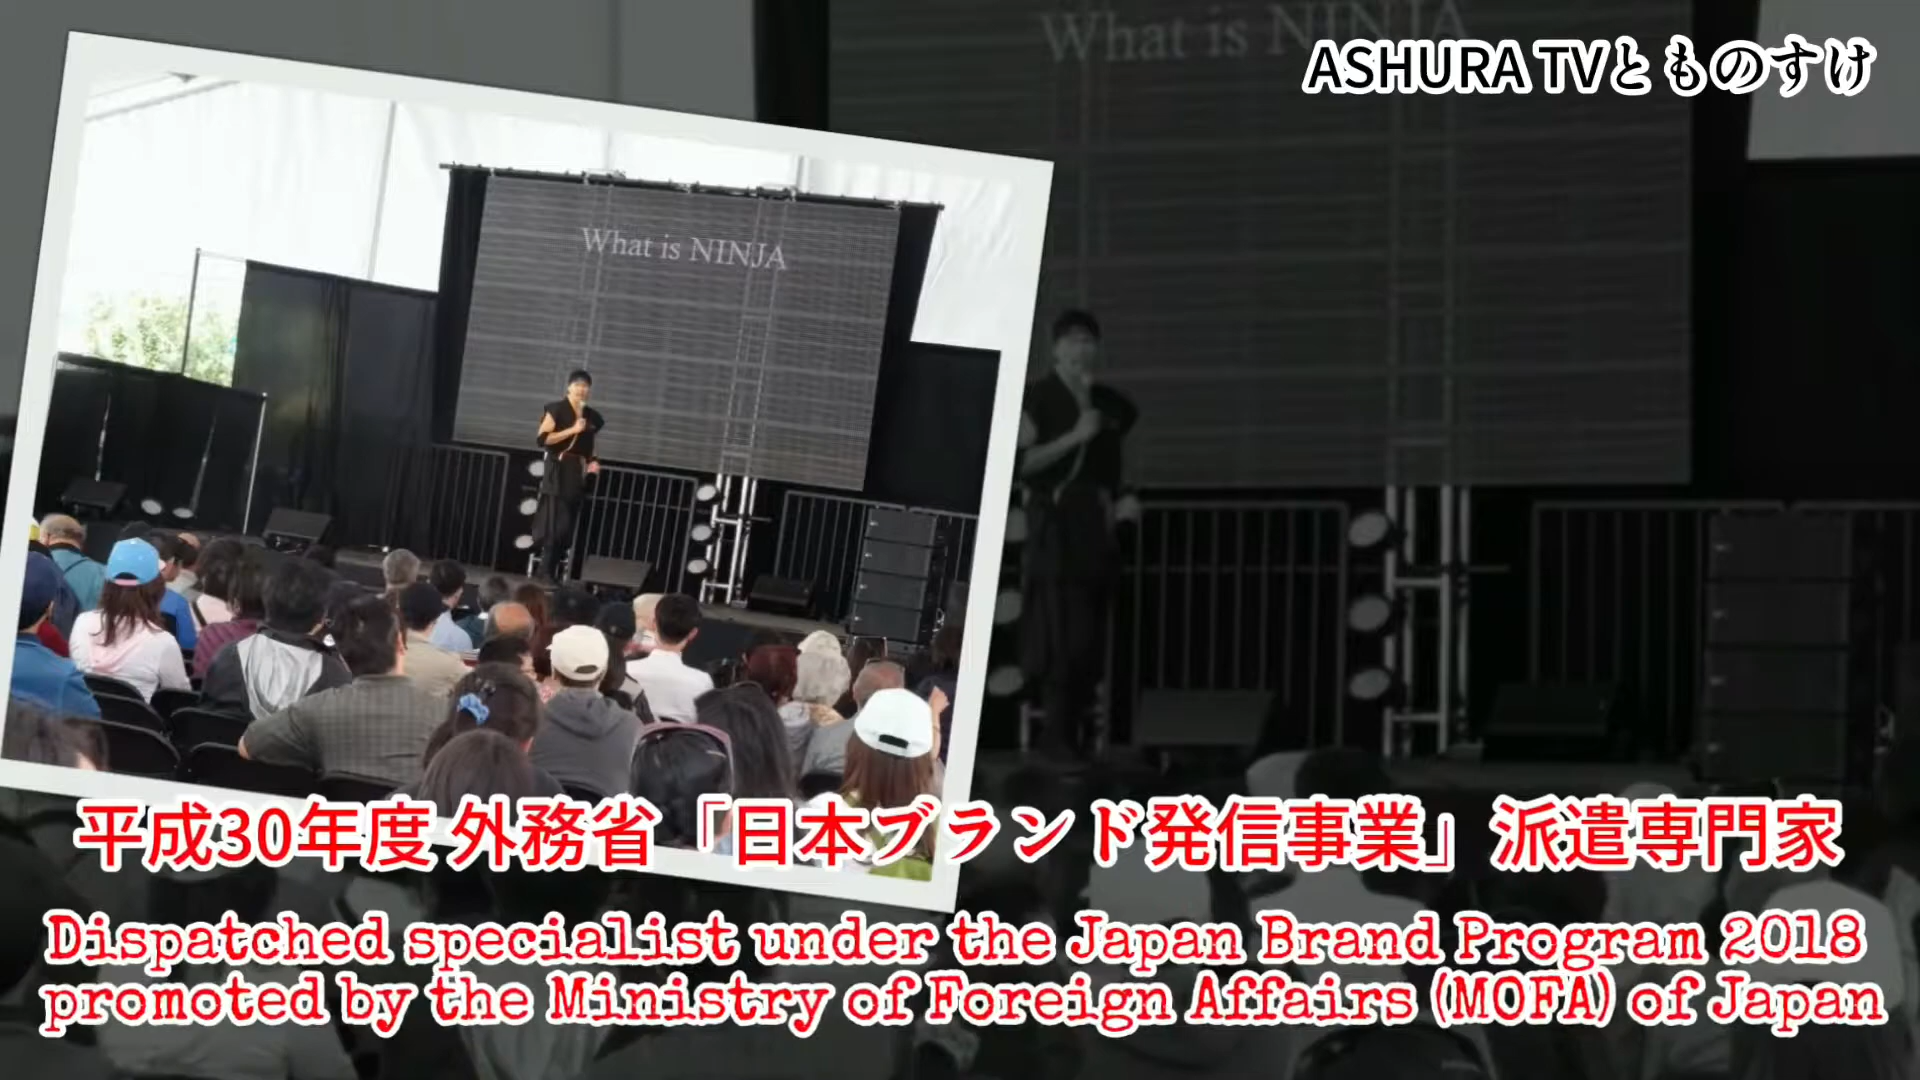 What is NINJA
ASHURA TVとものすけ
What is NINJA
平成30年度 外務省「日本ブランド発信事業」派遣専門家
Dispatched specialist under the Japan Brand Program 2018
promoted by the Ministry of Foreign Affairs (MOFA) of Japan